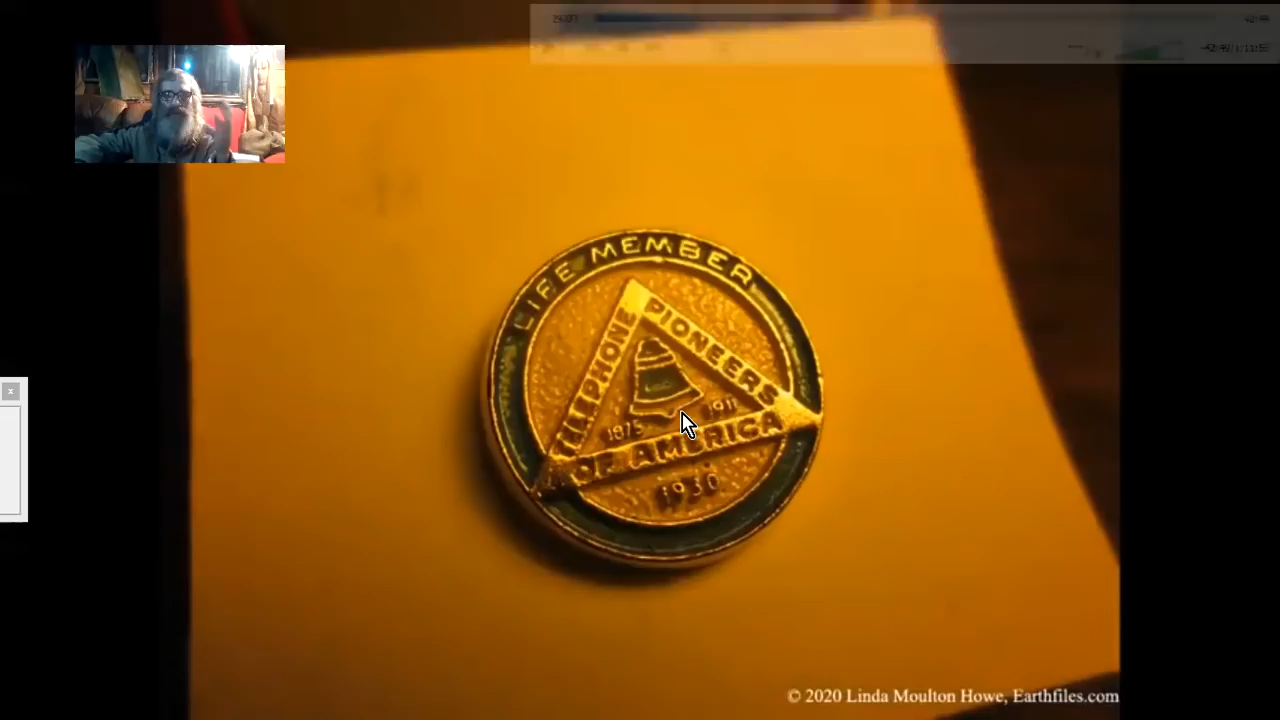 LIFE MEMBER
TELEPHONE
PIONEERS
1875
1911
OF AMERICA
1930
© 2020 Linda Moulton Howe, Earthfiles.com
x